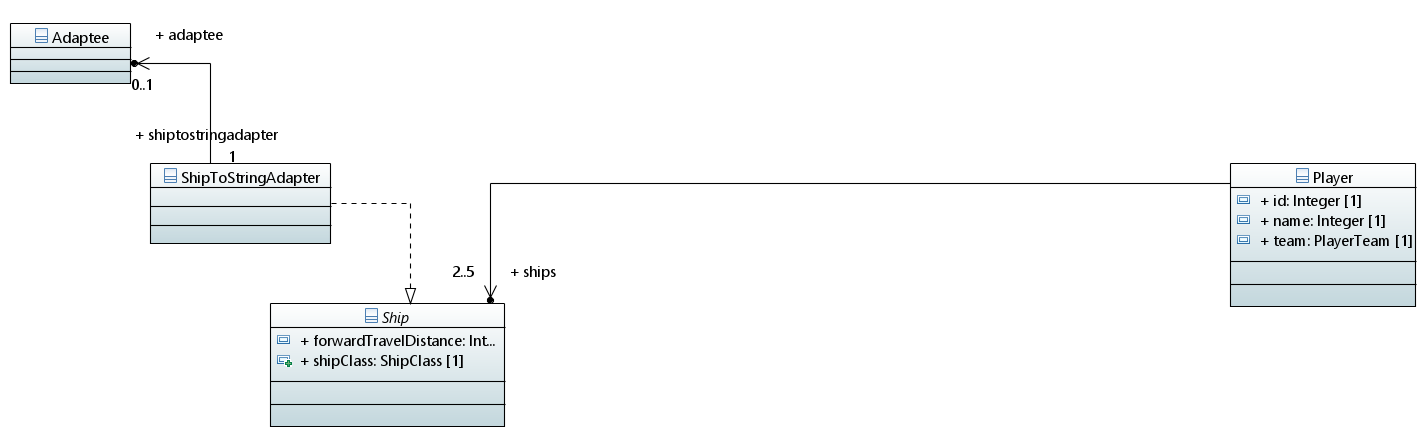 Adaptee
+ adaptee
0..1
+ shiptostringadapter
1
ShipToStringAdapter
Player
+ id: Integer [1]
+ name: Integer [1]
+ team: PlayerTeam [1]
2..5
+ ships
Ship
+ forwardTravelDistance: Int...
+ shipClass: ShipClass [1]